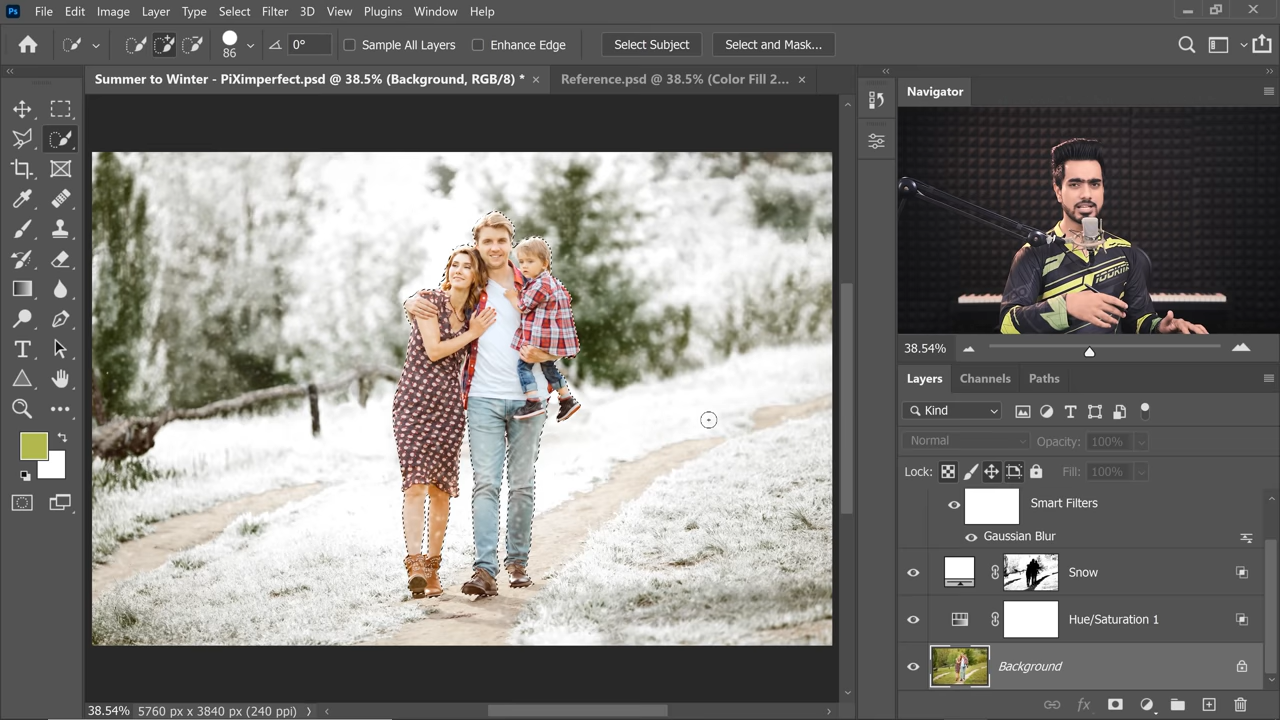 Ps File Edit Image Layer Type Select Filter 3D View Plugins Window Help
86 0° Sample All Layers Enhance Edge Select Subject Select and Mask...
Summer to Winter - PiXimperfect.psd @ 38.5% (Background, RGB/8) * × Reference.psd @ 38.5% (Color Fill 2... ×
Navigator
38.54%
Layers Channels Paths
Kind
Normal Opacity: 100%
Lock: Fill: 100%
Smart Filters
Gaussian Blur
Snow
Hue/Saturation 1
Background
38.54% 5760 px x 3840 px (240 ppi)